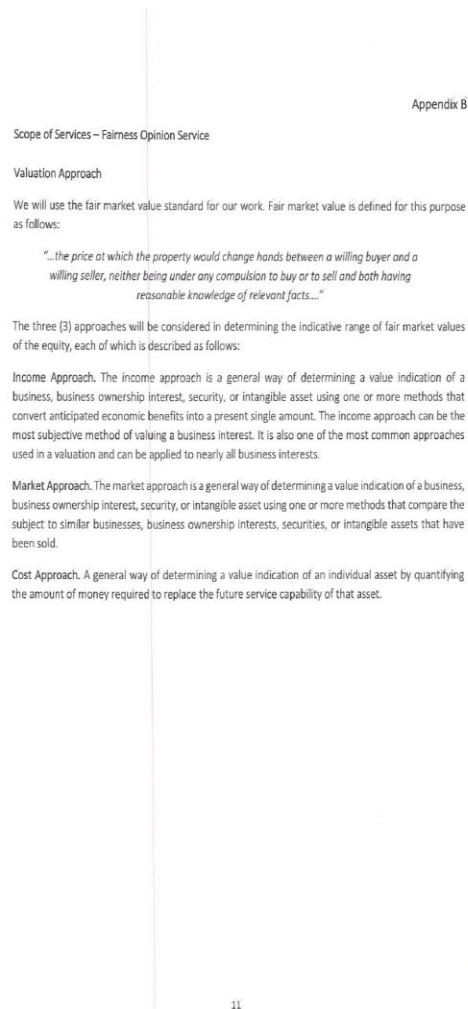 Appendix B
Scope of Services – Fairness Opinion Service
Valuation Approach
We will use the fair market value standard for our work. Fair market value is defined for this purpose
as follows:
“...the price at which the property would change hands between a willing buyer and a
willing seller, neither being under any compulsion to buy or to sell and both having
reasonable knowledge of relevant facts....”
The three (3) approaches will be considered in determining the indicative range of fair market values
of the equity, each of which is described as follows:
Income Approach. The income approach is a general way of determining a value indication of a
business, business ownership interest, security, or intangible asset using one or more methods that
convert anticipated economic benefits into a present single amount. The income approach can be the
most subjective method of valuing a business interest. It is also one of the most common approaches
used in a valuation and can be applied to nearly all business interests.
Market Approach. The market approach is a general way of determining a value indication of a business,
business ownership interest, security, or intangible asset using one or more methods that compare the
subject to similar businesses, business ownership interests, securities, or intangible assets that have
been sold.
Cost Approach. A general way of determining a value indication of an individual asset by quantifying
the amount of money required to replace the future service capability of that asset.
11